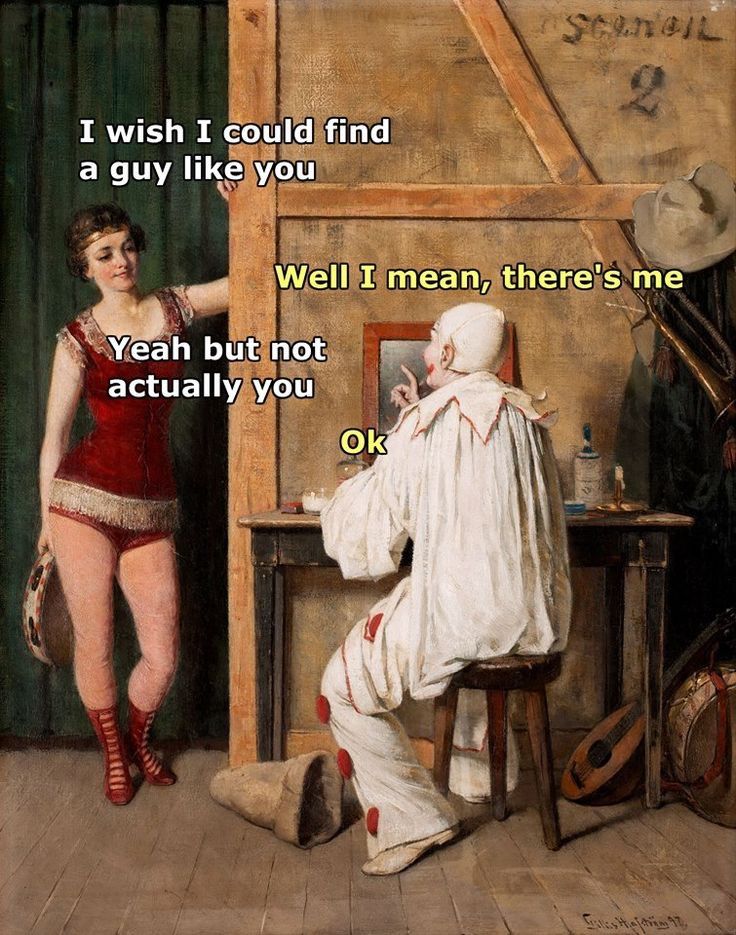 2
I wish I could find
a guy like you
Well I mean, there's me
Yeah but not
actually you
Ok